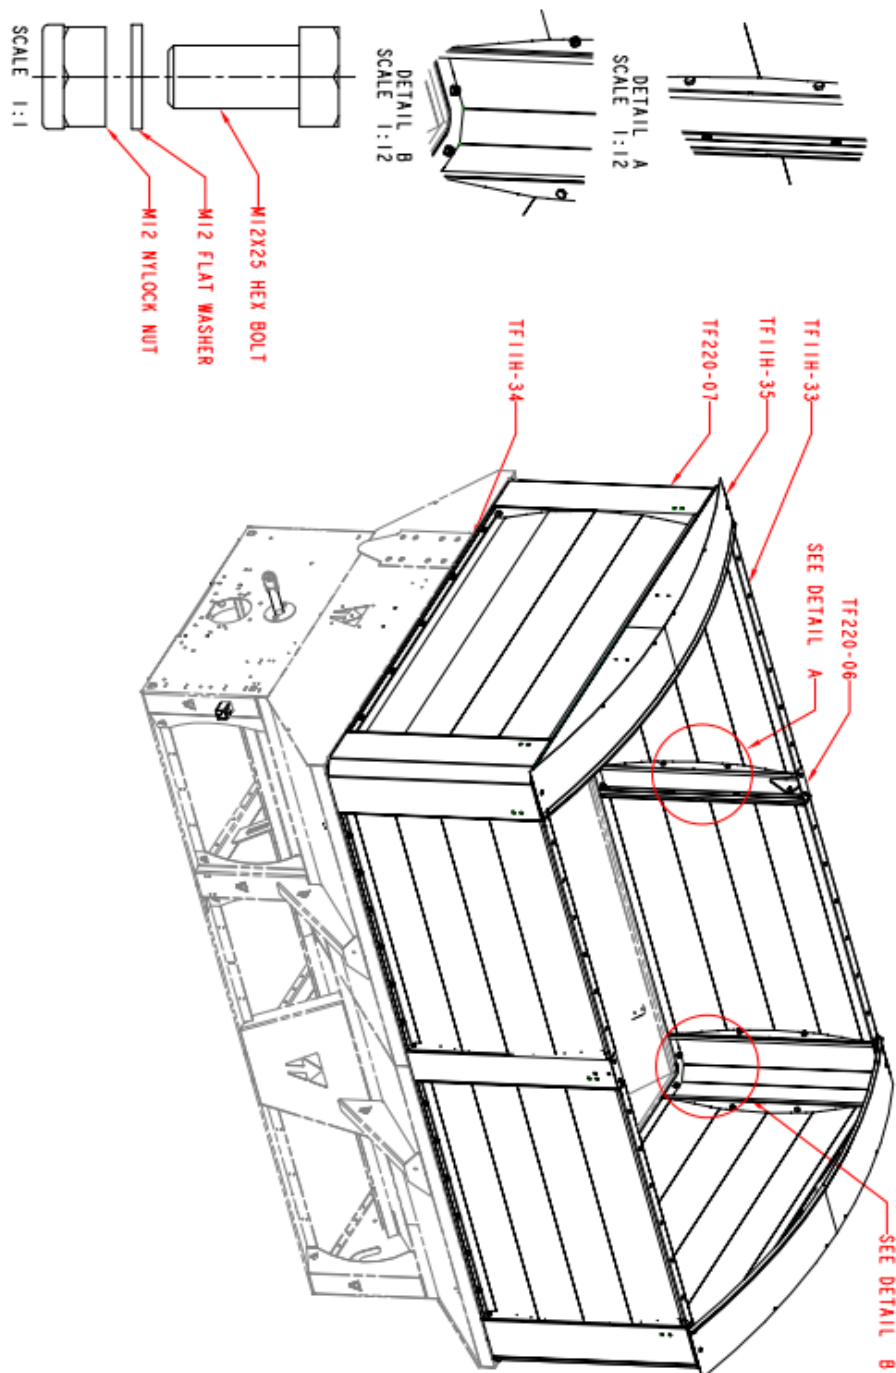 TF220-06
SEE DETAIL A
TF11H-33
TF11H-35
TF220-07
TF11H-34
SEE DETAIL B
DETAIL A
SCALE 1:12
DETAIL B
SCALE 1:12
M12X25 HEX BOLT
M12 FLAT WASHER
M12 NYLOCK NUT
SCALE 1:1